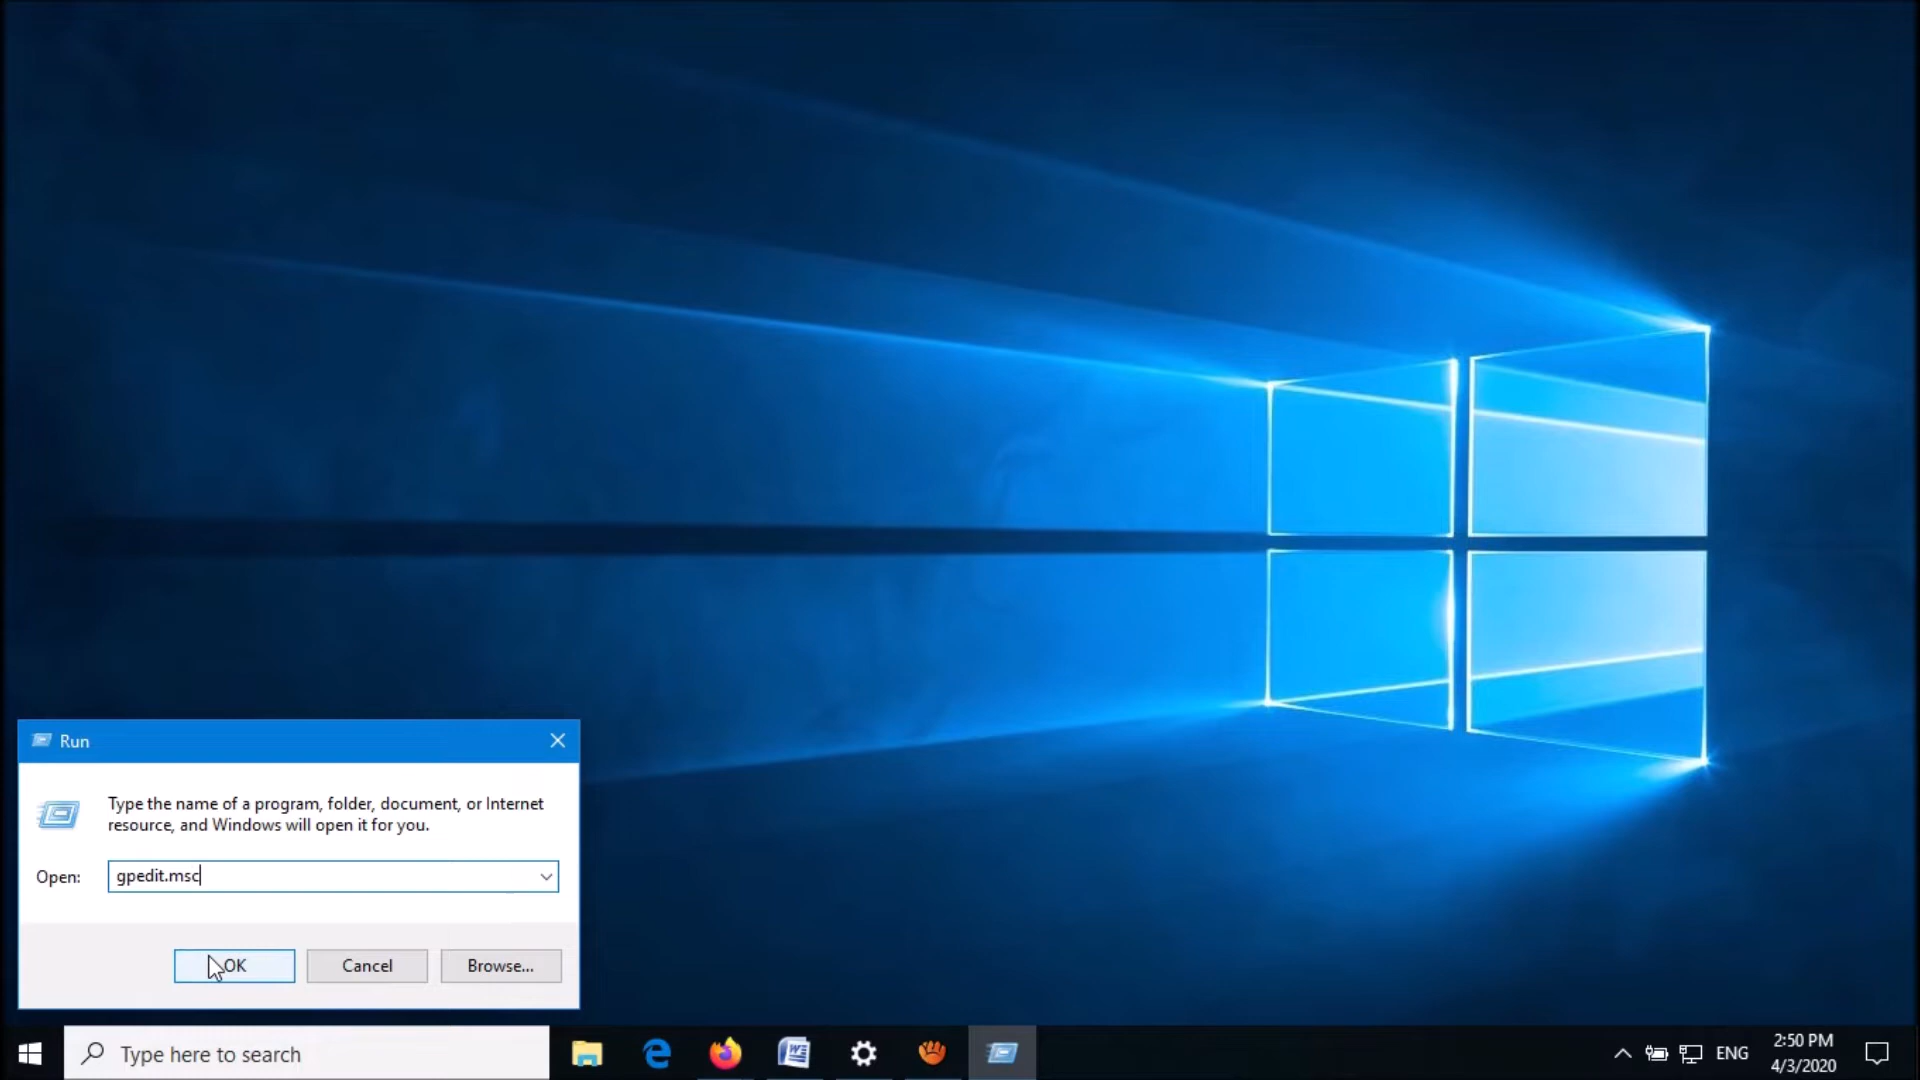 Run
Type the name of a program, folder, document, or Internet
resource, and Windows will open it for you.
Open: gpedit.msc
OK Cancel Browse...
Type here to search
ENG
2:50 PM
4/3/2020